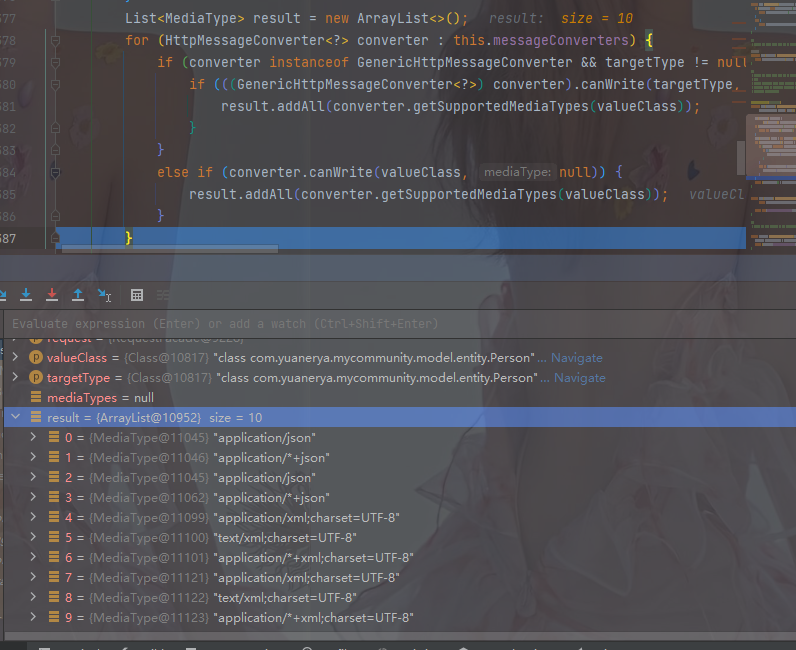 577 List<MediaType> result = new ArrayList<>(); result: size = 10
578 for (HttpMessageConverter<?> converter : this.messageConverters) {
579 if (converter instanceof GenericHttpMessageConverter && targetType != null
580 if (((GenericHttpMessageConverter<?>) converter).canWrite(targetType,
581 result.addAll(converter.getSupportedMediaTypes(valueClass));
582 }
583 }
584 else if (converter.canWrite(valueClass, mediaType: null)) {
585 result.addAll(converter.getSupportedMediaTypes(valueClass)); valueCl
586 }
587 }
Evaluate expression (Enter) or add a watch (Ctrl+Shift+Enter)
valueClass = {Class@10817} "class com.yuanerya.mycommunity.model.entity.Person"... Navigate
targetType = {Class@10817} "class com.yuanerya.mycommunity.model.entity.Person"... Navigate
mediaTypes = null
result = {ArrayList@10952} size = 10
0 = {MediaType@11045} "application/json"
1 = {MediaType@11046} "application/*+json"
2 = {MediaType@11045} "application/json"
3 = {MediaType@11062} "application/*+json"
4 = {MediaType@11099} "application/xml;charset=UTF-8"
5 = {MediaType@11100} "text/xml;charset=UTF-8"
6 = {MediaType@11101} "application/*+xml;charset=UTF-8"
7 = {MediaType@11121} "application/xml;charset=UTF-8"
8 = {MediaType@11122} "text/xml;charset=UTF-8"
9 = {MediaType@11123} "application/*+xml;charset=UTF-8"